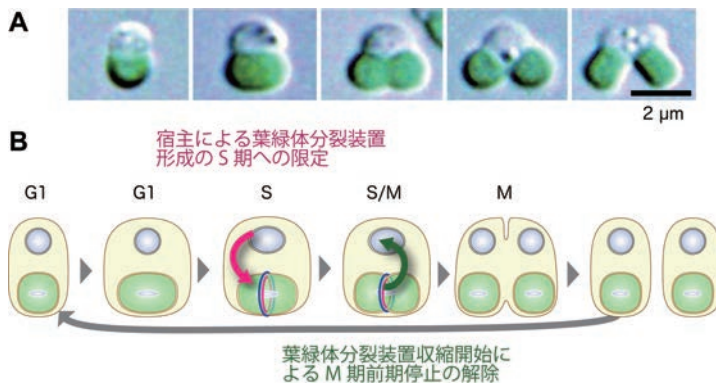 A
2 µm
B
宿主による葉緑体分裂装置
形成の S 期への限定
G1 G1 S S/M M
葉緑体分裂装置収縮開始に
よる M 期前期停止の解除